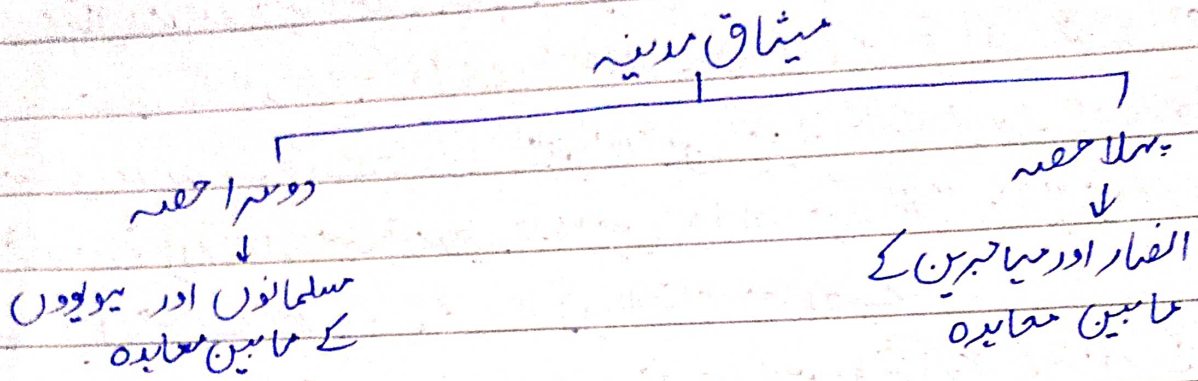 میثاق مدینہ
پہلا حصہ
↓
انصار اور مہاجرین کے
مابین معاہدہ
دوسرا حصہ
↓
مسلمانوں اور یہودیوں
کے مابین معاہدہ